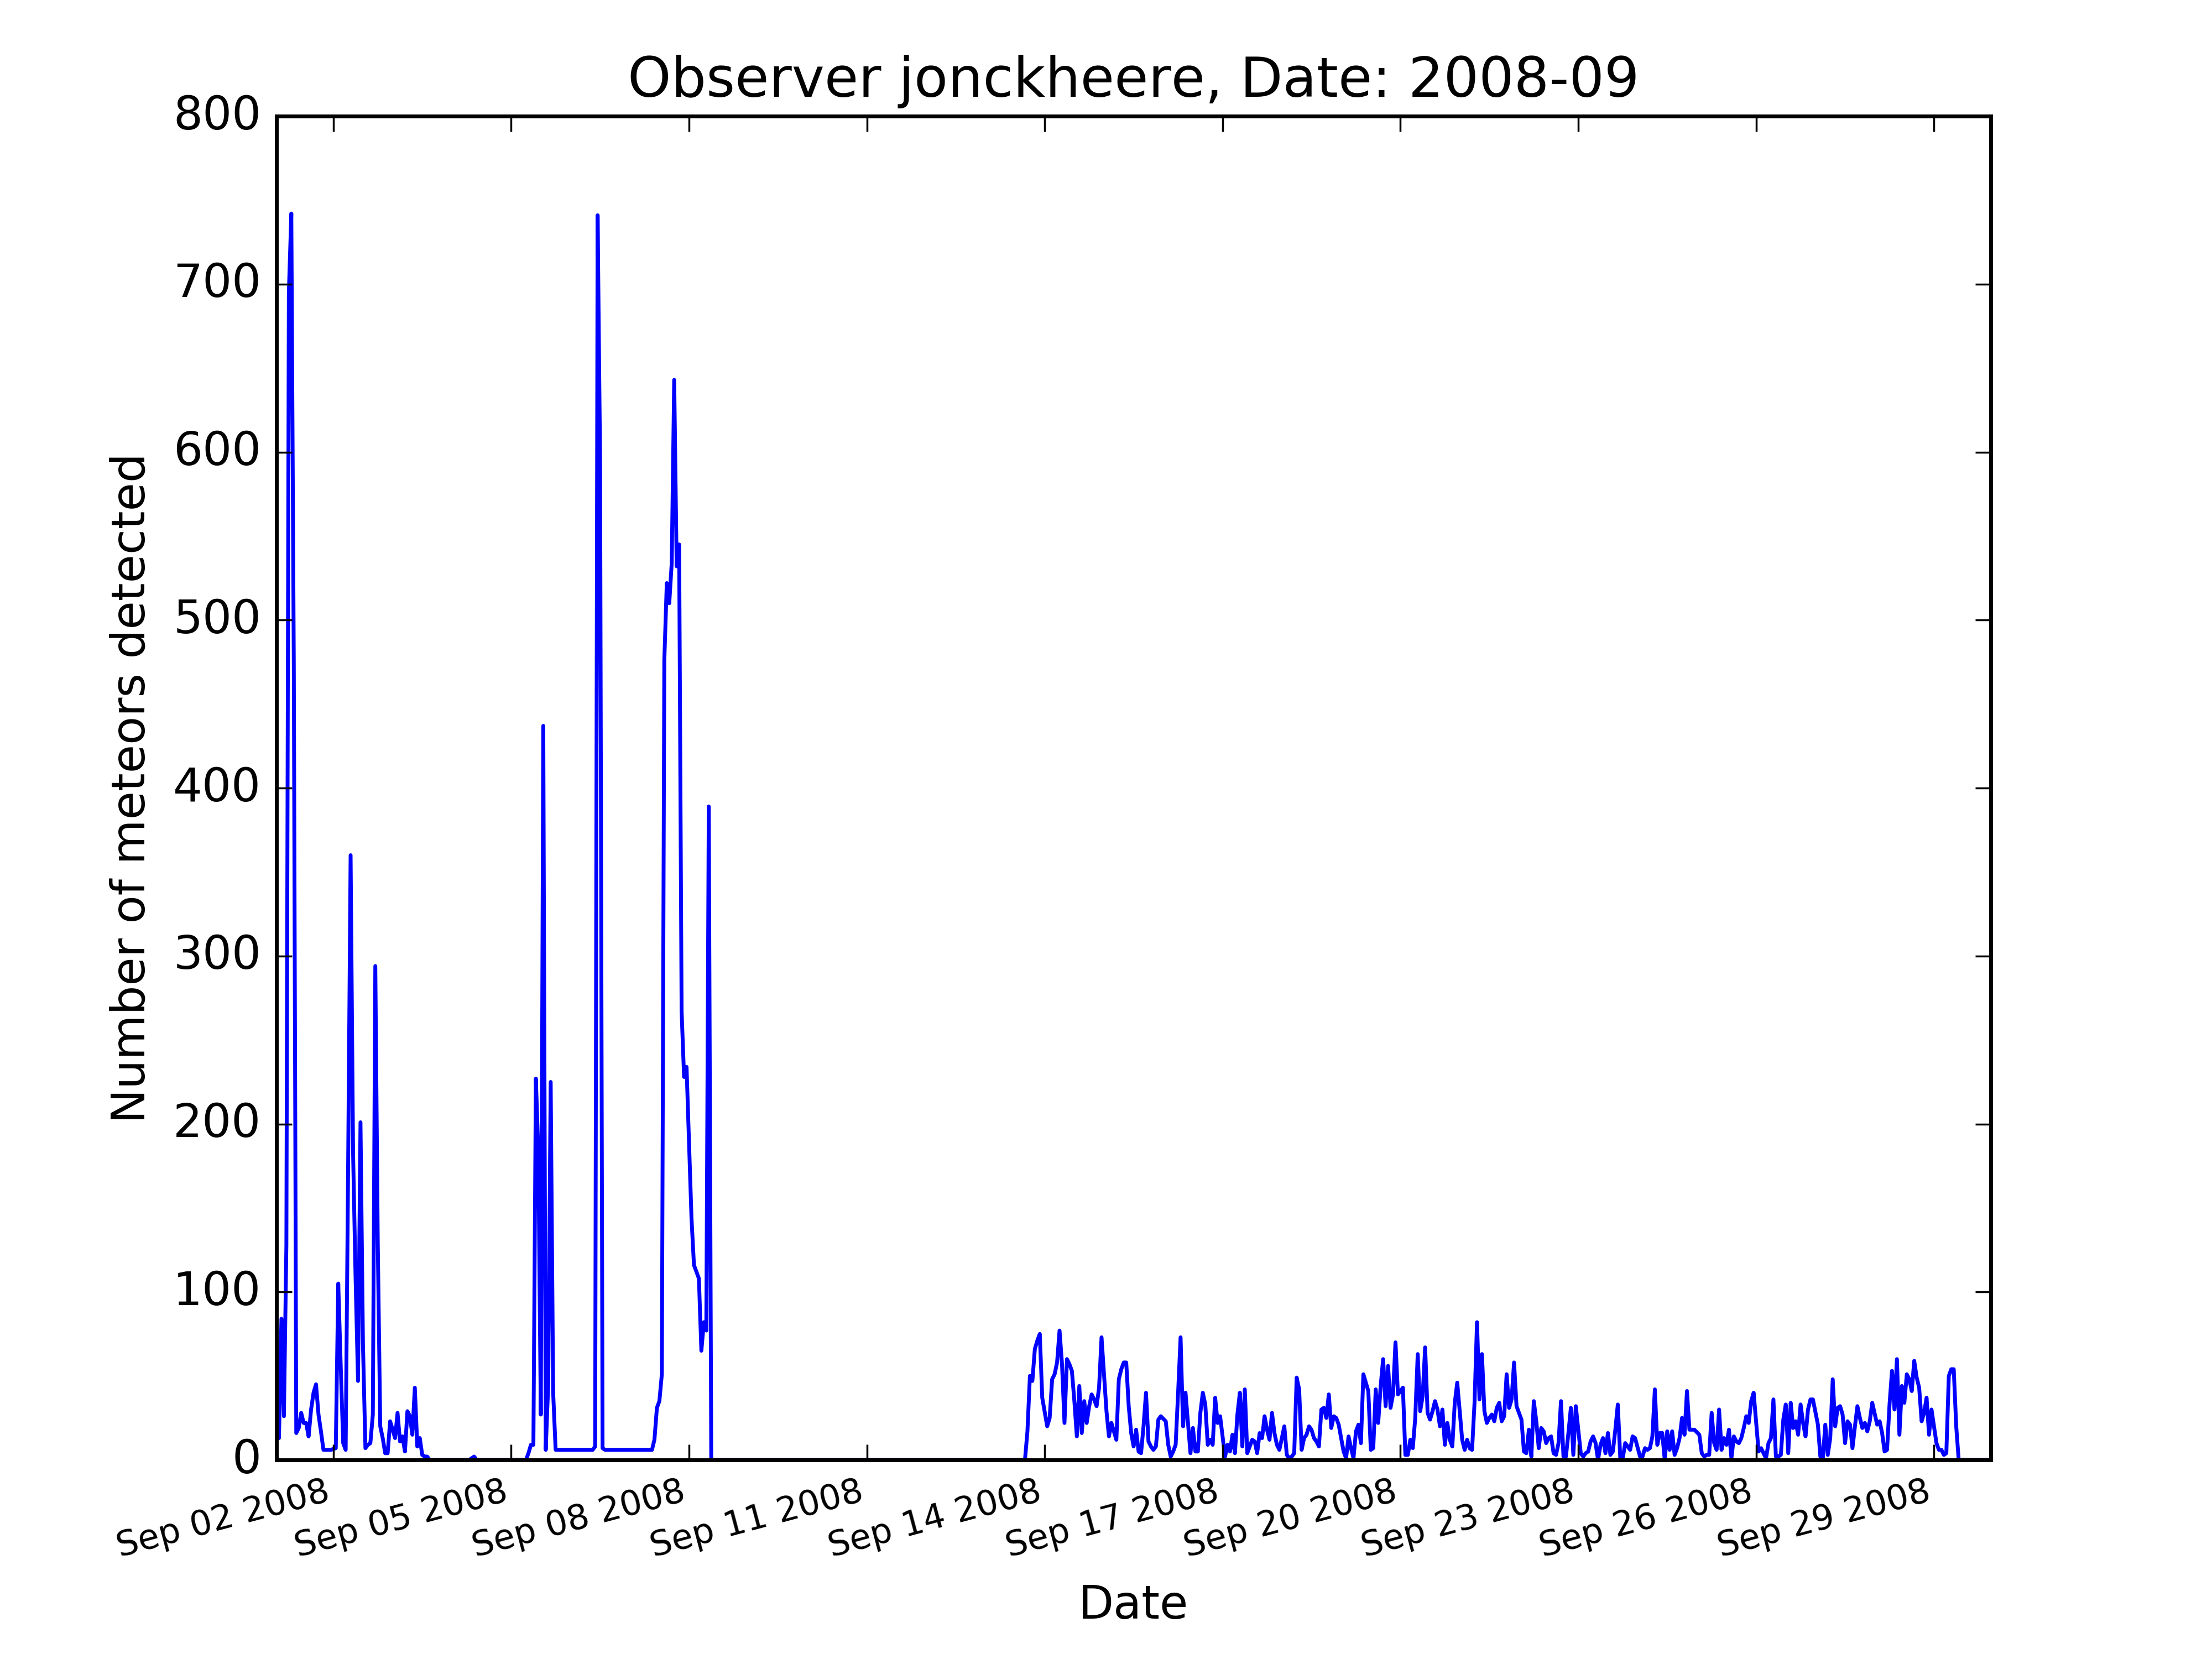 Observer jonckheere, Date: 2008-09
Number of meteors detected
800
700
600
500
400
300
200
100
0
Sep 02 2008
Sep 05 2008
Sep 08 2008
Sep 11 2008
Sep 14 2008
Sep 17 2008
Sep 20 2008
Sep 23 2008
Sep 26 2008
Sep 29 2008
Date